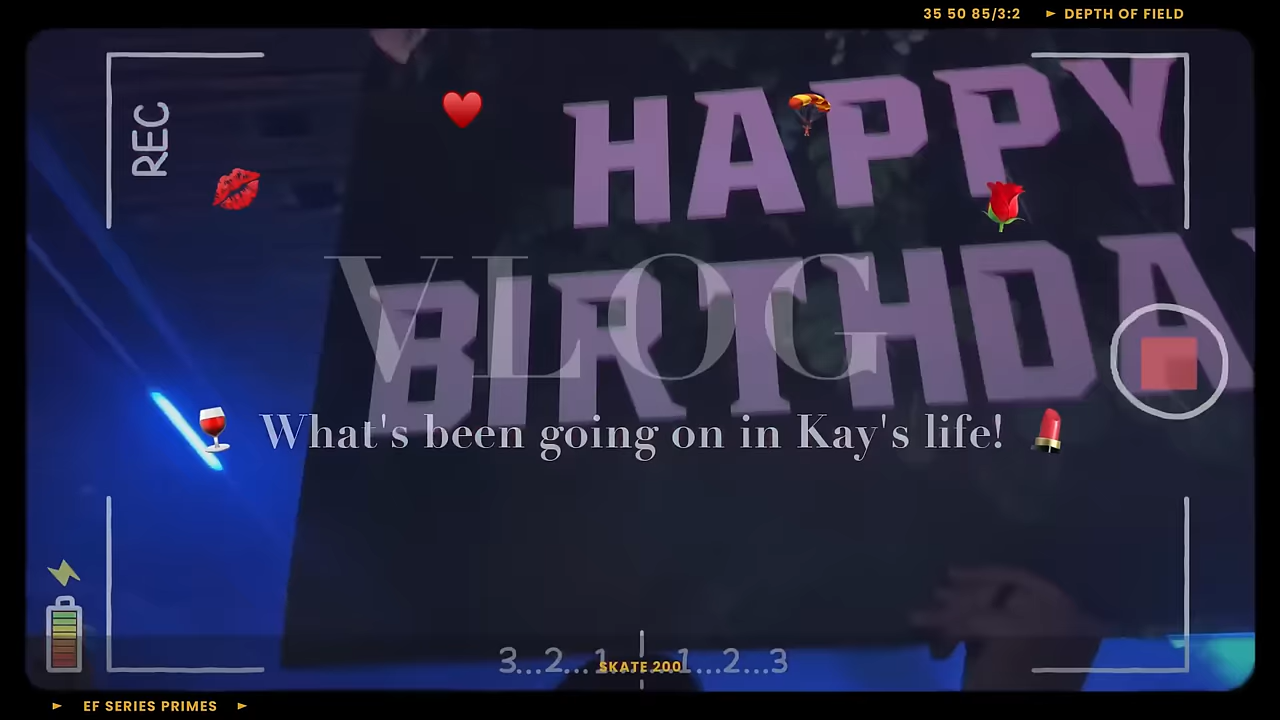 35 50 85/3:2 ► DEPTH OF FIELD
REC
HAPPY
BIRTHDA
VLOG
What's been going on in Kay's life!
3...2...1 1...2...3
SKATE 200
► EF SERIES PRIMES ►